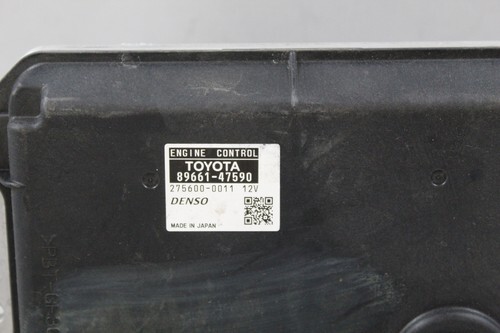 ENGINE CONTROL
TOYOTA
89661-47590
275600-0011 12V
DENSO
MADE IN JAPAN